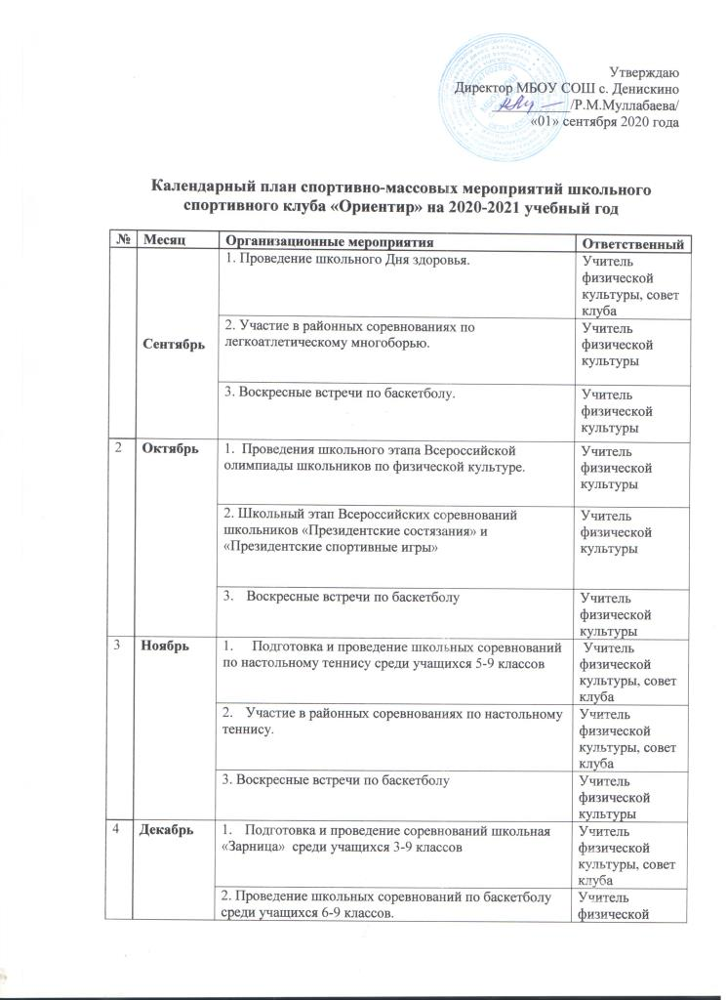 Утверждаю
Директор МБОУ СОШ с. Денискино
/Р.М.Муллабаева/
«01» сентября 2020 года
Календарный план спортивно-массовых мероприятий школьного
спортивного клуба «Ориентир» на 2020-2021 учебный год
№ Месяц Организационные мероприятия Ответственный
Сентябрь
1. Проведение школьного Дня здоровья.
Учитель
физической
культуры, совет
клуба
2. Участие в районных соревнованиях по
легкоатлетическому многоборью.
Учитель
физической
культуры
3. Воскресные встречи по баскетболу.
Учитель
физической
культуры
2 Октябрь
1. Проведения школьного этапа Всероссийской
олимпиады школьников по физической культуре.
Учитель
физической
культуры
2. Школьный этап Всероссийских соревнований
школьников «Президентские состязания» и
«Президентские спортивные игры»
Учитель
физической
культуры
3. Воскресные встречи по баскетболу
Учитель
физической
культуры
3 Ноябрь
1. Подготовка и проведение школьных соревнований
по настольному теннису среди учащихся 5-9 классов
Учитель
физической
культуры, совет
клуба
2. Участие в районных соревнованиях по настольному
теннису.
Учитель
физической
культуры, совет
клуба
3. Воскресные встречи по баскетболу
Учитель
физической
культуры
4 Декабрь
1. Подготовка и проведение соревнований школьная
«Зарница» среди учащихся 3-9 классов
Учитель
физической
культуры, совет
клуба
2. Проведение школьных соревнований по баскетболу
среди учащихся 6-9 классов.
Учитель
физической